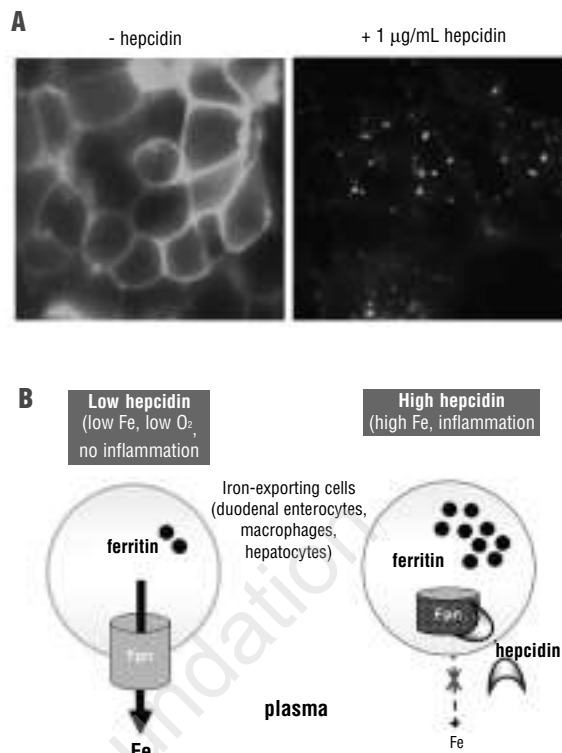 A
- hepcidin
+ 1 µg/mL hepcidin
B
Low hepcidin
(low Fe, low O2,
no inflammation
High hepcidin
(high Fe, inflammation
Iron-exporting cells
(duodenal enterocytes,
macrophages,
hepatocytes)
ferritin
ferritin
Fpn
hepcidin
plasma
Fe
Fe